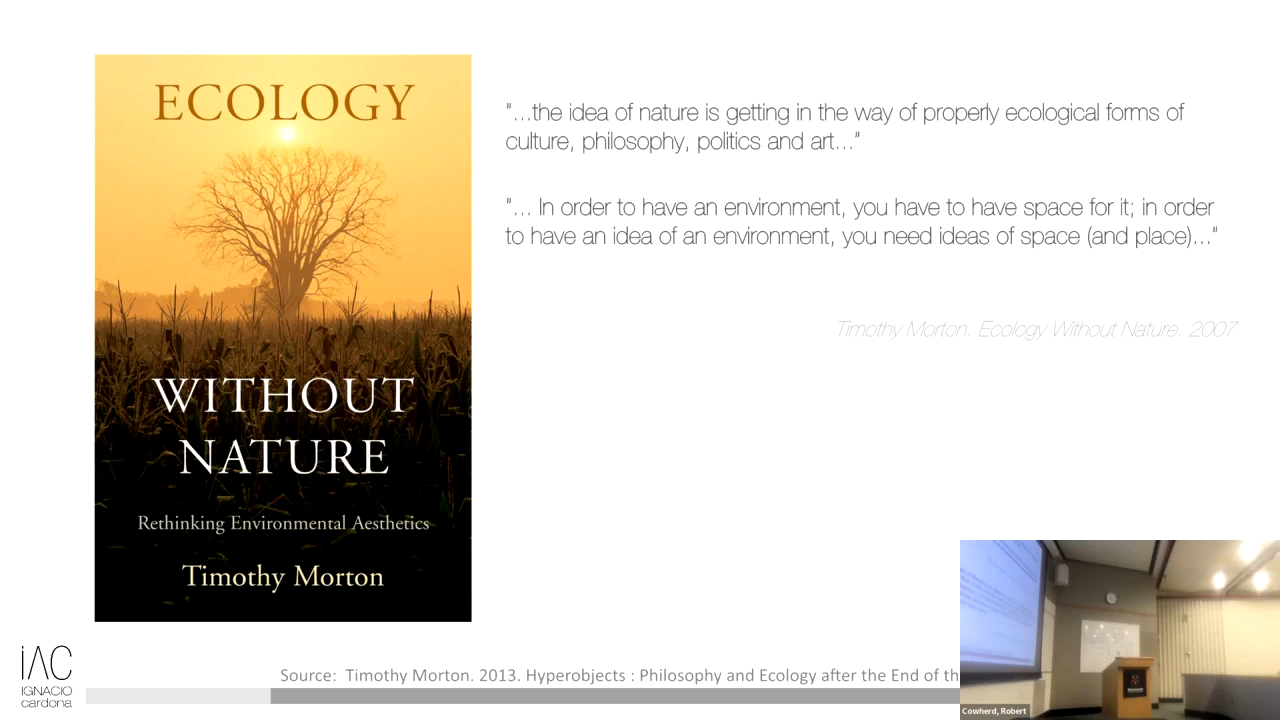 ECOLOGY
WITHOUT
NATURE
Rethinking Environmental Aesthetics
Timothy Morton
"...the idea of nature is getting in the way of properly ecological forms of
culture, philosophy, politics and art..."
"... In order to have an environment, you have to have space for it; in order
to have an idea of an environment, you need ideas of space (and place)..."
Timothy Morton. Ecology Without Nature. 2007
iAC
IGNACIO
cardona
Source: Timothy Morton. 2013. Hyperobjects : Philosophy and Ecology after the End of th
Cowherd, Robert